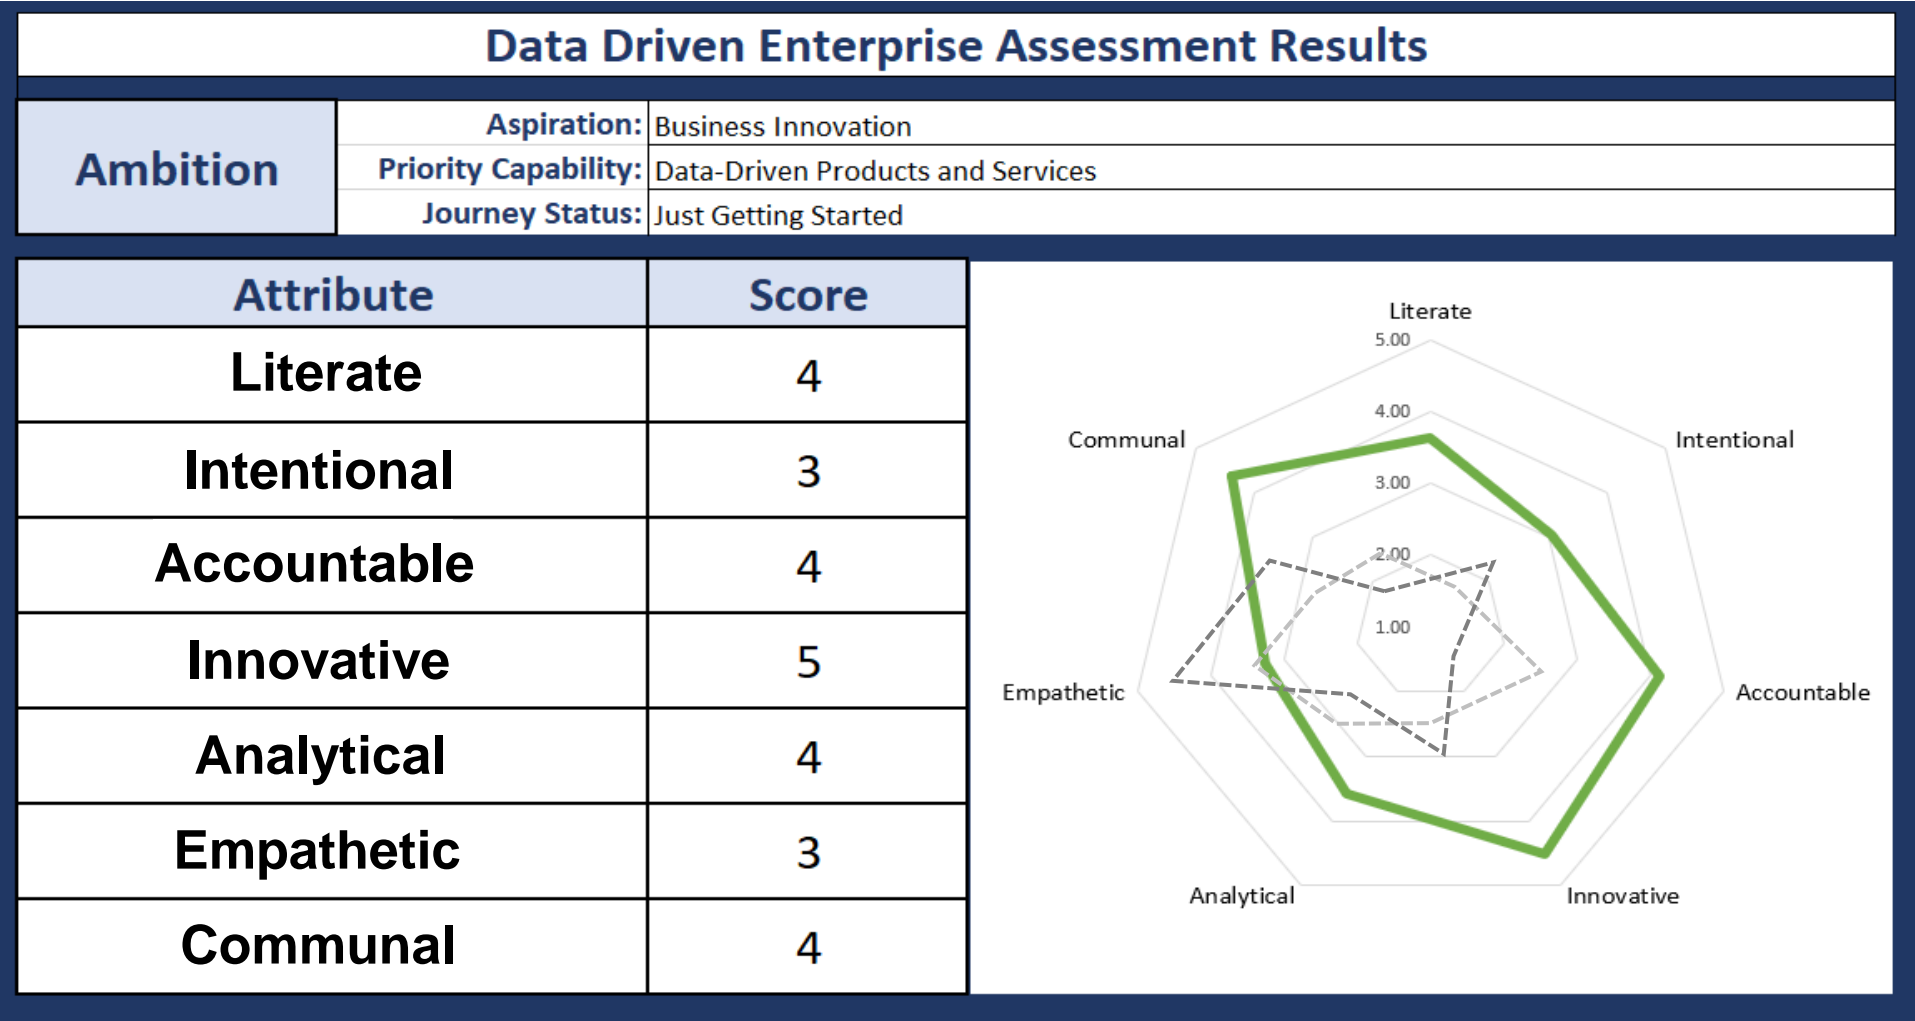 Data Driven Enterprise Assessment Results
Ambition
Aspiration: Business Innovation
Priority Capability: Data-Driven Products and Services
Journey Status: Just Getting Started
Attribute Score
Literate 4
Intentional 3
Accountable 4
Innovative 5
Analytical 4
Empathetic 3
Communal 4
Literate
5.00
4.00
Communal
Intentional
3.00
2.00
1.00
Empathetic
Accountable
Analytical
Innovative